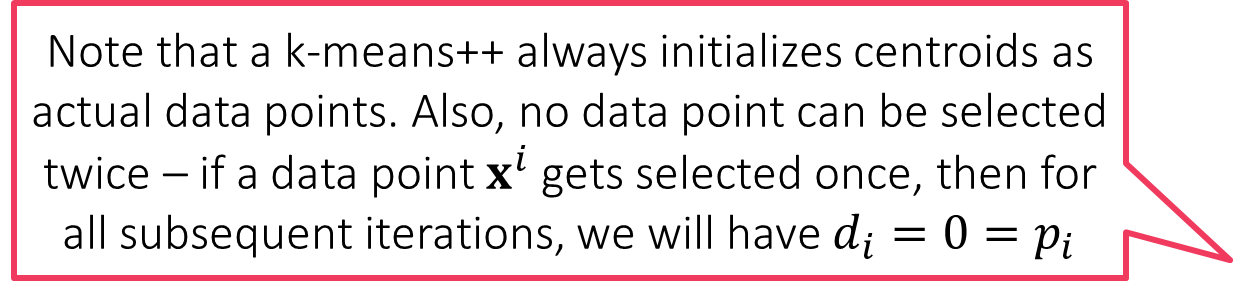 Note that a k-means++ always initializes centroids as
actual data points. Also, no data point can be selected
twice – if a data point 𝐱ⁱ gets selected once, then for
all subsequent iterations, we will have 𝑑ᵢ = 0 = 𝑝ᵢ